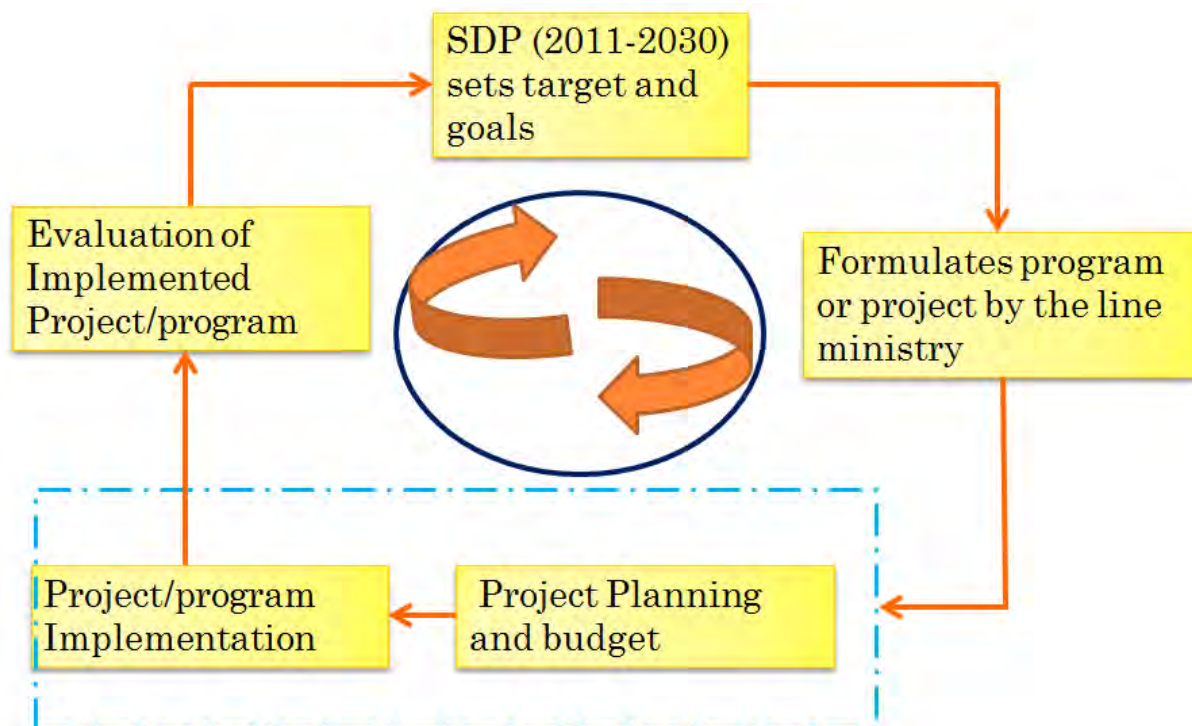 SDP (2011-2030)
sets target and
goals
Evaluation of
Implemented
Project/program
Formulates program
or project by the line
ministry
Project/program
Implementation
Project Planning
and budget